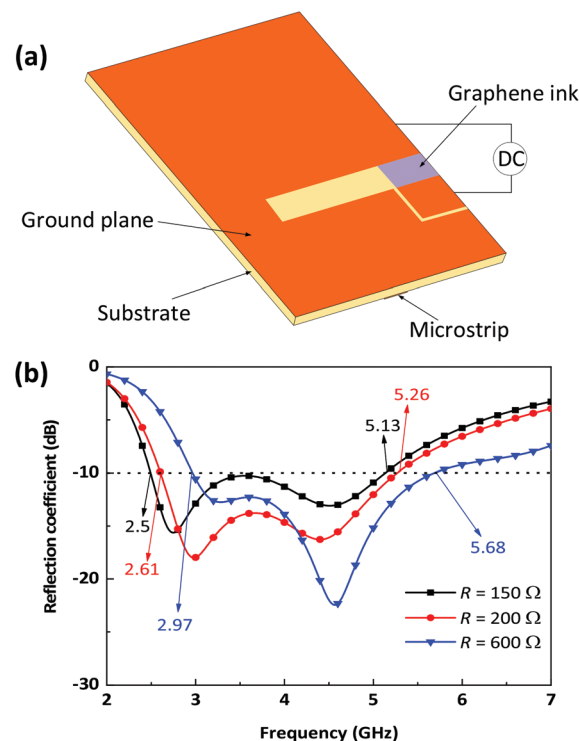 (a)
Graphene ink
DC
Ground plane
Substrate
Microstrip
(b)
Reflection coefficient (dB)
0
-10
-20
-30
5.26
5.13
2.5
2.61
2.97
5.68
R = 150 Ω
R = 200 Ω
R = 600 Ω
2 3 4 5 6 7
Frequency (GHz)